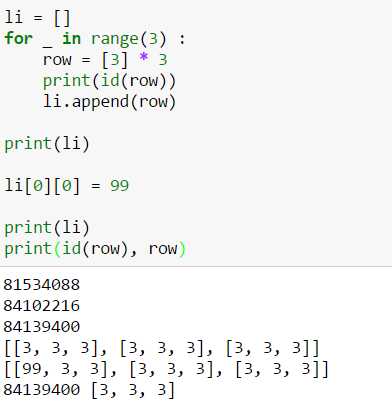 li = []
for _ in range(3) :
    row = [3] * 3
    print(id(row))
    li.append(row)
print(li)
li[0][0] = 99
print(li)
print(id(row), row)
81534088
84102216
84139400
[[3, 3, 3], [3, 3, 3], [3, 3, 3]]
[[99, 3, 3], [3, 3, 3], [3, 3, 3]]
84139400 [3, 3, 3]